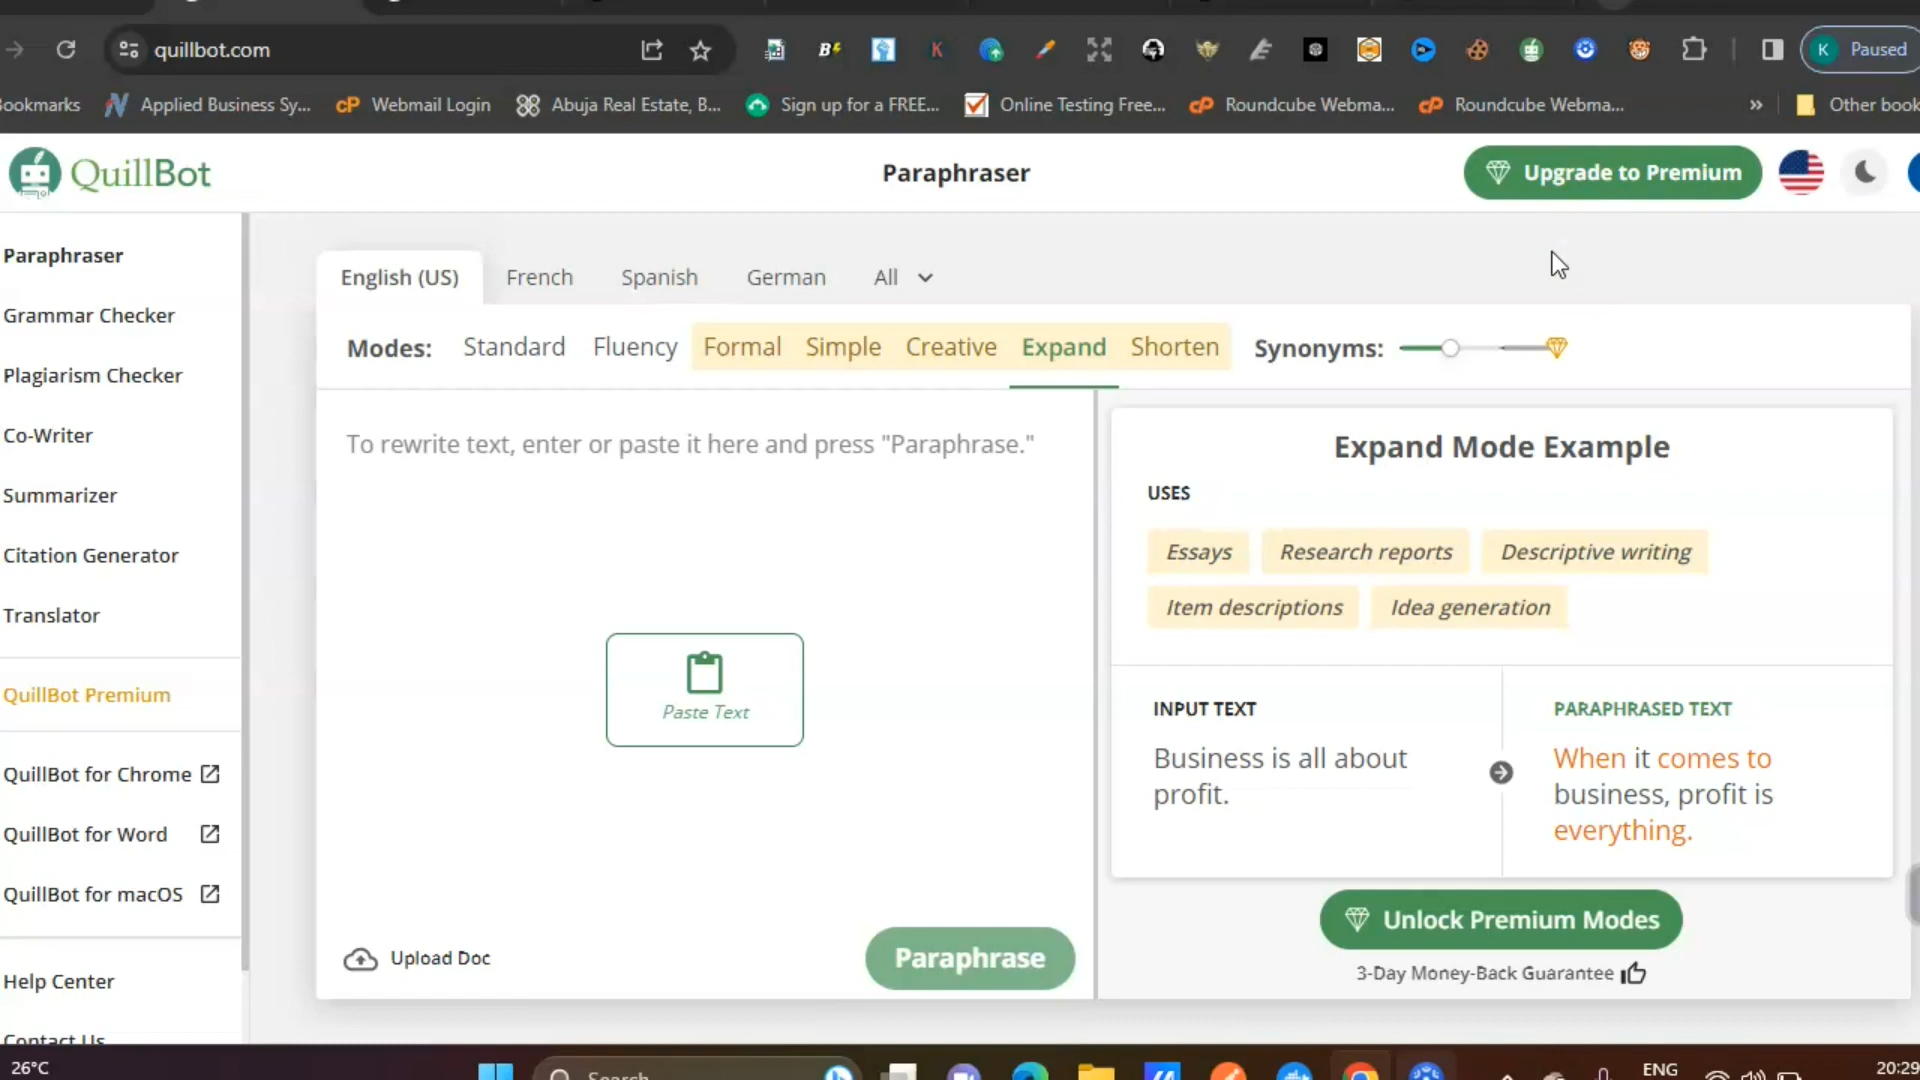 quillbot.com
K Paused
Bookmarks Applied Business Sy... Webmail Login Abuja Real Estate, B... Sign up for a FREE... Online Testing Free... Roundcube Webma... Roundcube Webma... » Other book
QuillBot
Paraphraser
Upgrade to Premium
Paraphraser
Grammar Checker
Plagiarism Checker
Co-Writer
Summarizer
Citation Generator
Translator
QuillBot Premium
QuillBot for Chrome
QuillBot for Word
QuillBot for macOS
Help Center
Contact Us
English (US) French Spanish German All
Modes: Standard Fluency Formal Simple Creative Expand Shorten Synonyms:
To rewrite text, enter or paste it here and press "Paraphrase."
Paste Text
Upload Doc
Paraphrase
Expand Mode Example
USES
Essays Research reports Descriptive writing
Item descriptions Idea generation
INPUT TEXT
Business is all about
profit.
PARAPHRASED TEXT
When it comes to
business, profit is
everything.
Unlock Premium Modes
3-Day Money-Back Guarantee
26°C
Search
ENG
20:29